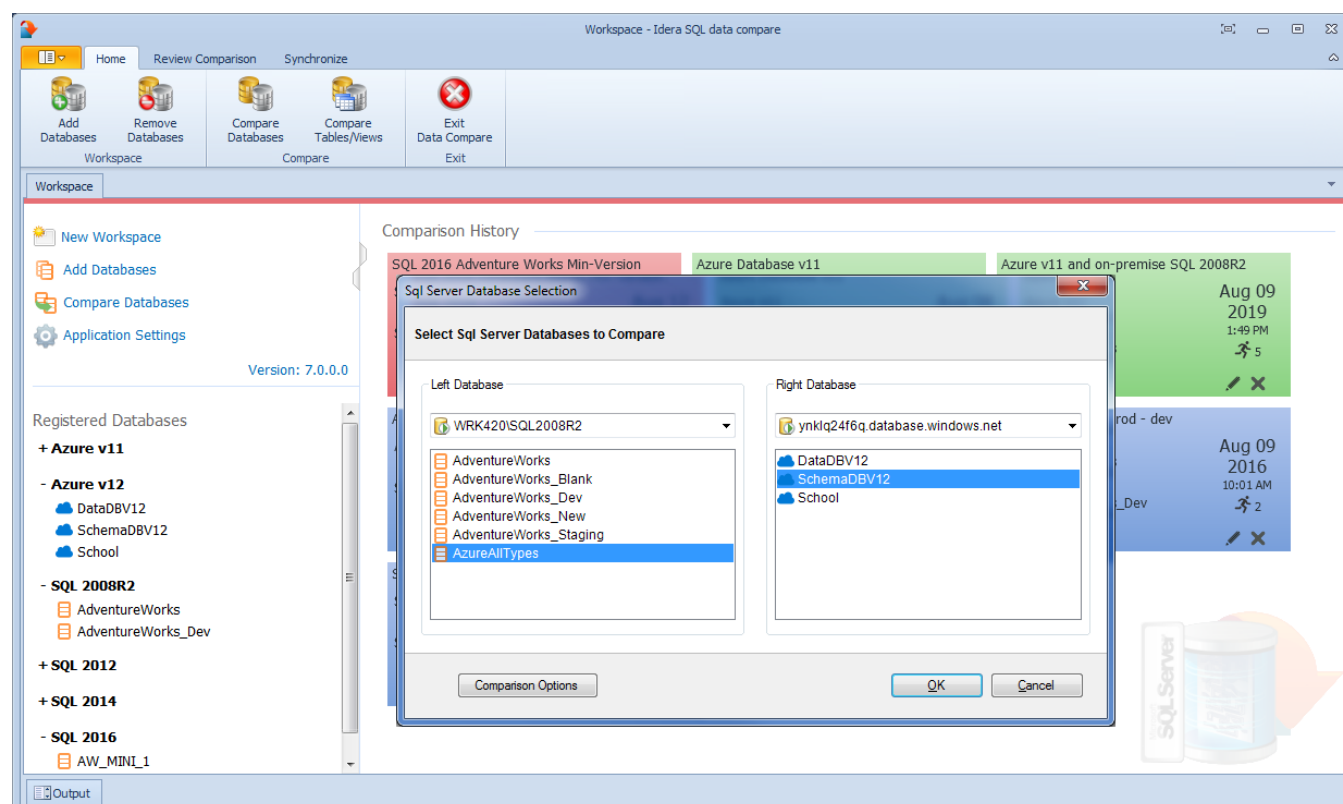 Workspace - Idera SQL data compare
Home Review Comparison Synchronize
Add Databases
Remove Databases
Compare Databases
Compare Tables/Views
Exit Data Compare
Workspace Compare Exit
Workspace
New Workspace
Add Databases
Compare Databases
Application Settings
Version: 7.0.0.0
Registered Databases
+ Azure v11
- Azure v12
DataDBV12
SchemaDBV12
School
- SQL 2008R2
AdventureWorks
AdventureWorks_Dev
+ SQL 2012
+ SQL 2014
- SQL 2016
AW_MINI_1
Comparison History
SQL 2016 Adventure Works Min-Version
Azure Database v11
Azure v11 and on-premise SQL 2008R2
Aug 09
2019
1:49 PM
5
rod - dev
Aug 09
2016
10:01 AM
_Dev
2
Sql Server Database Selection
Select Sql Server Databases to Compare
Left Database
WRK420\SQL2008R2
AdventureWorks
AdventureWorks_Blank
AdventureWorks_Dev
AdventureWorks_New
AdventureWorks_Staging
AzureAllTypes
Right Database
ynklq24f6q.database.windows.net
DataDBV12
SchemaDBV12
School
Comparison Options
OK
Cancel
SQL Server
Output